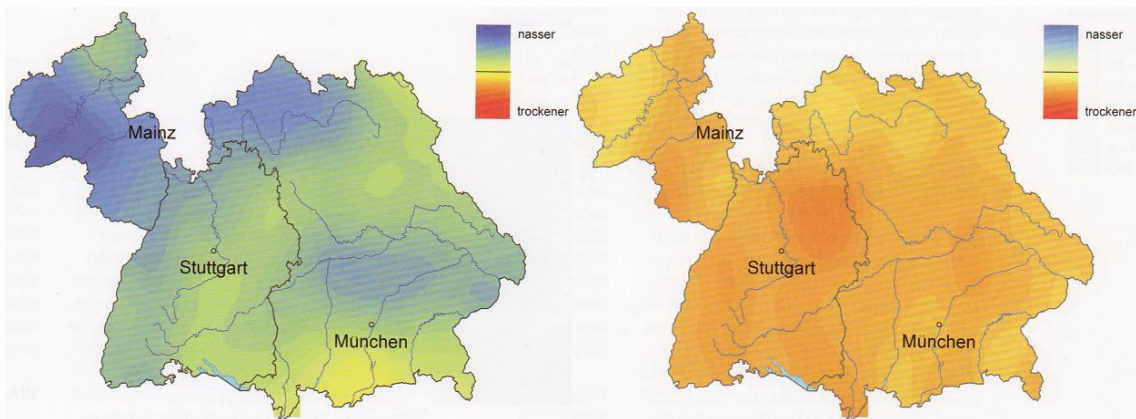 nasser
trockener
Mainz
Stuttgart
München
nasser
trockener
Mainz
Stuttgart
München